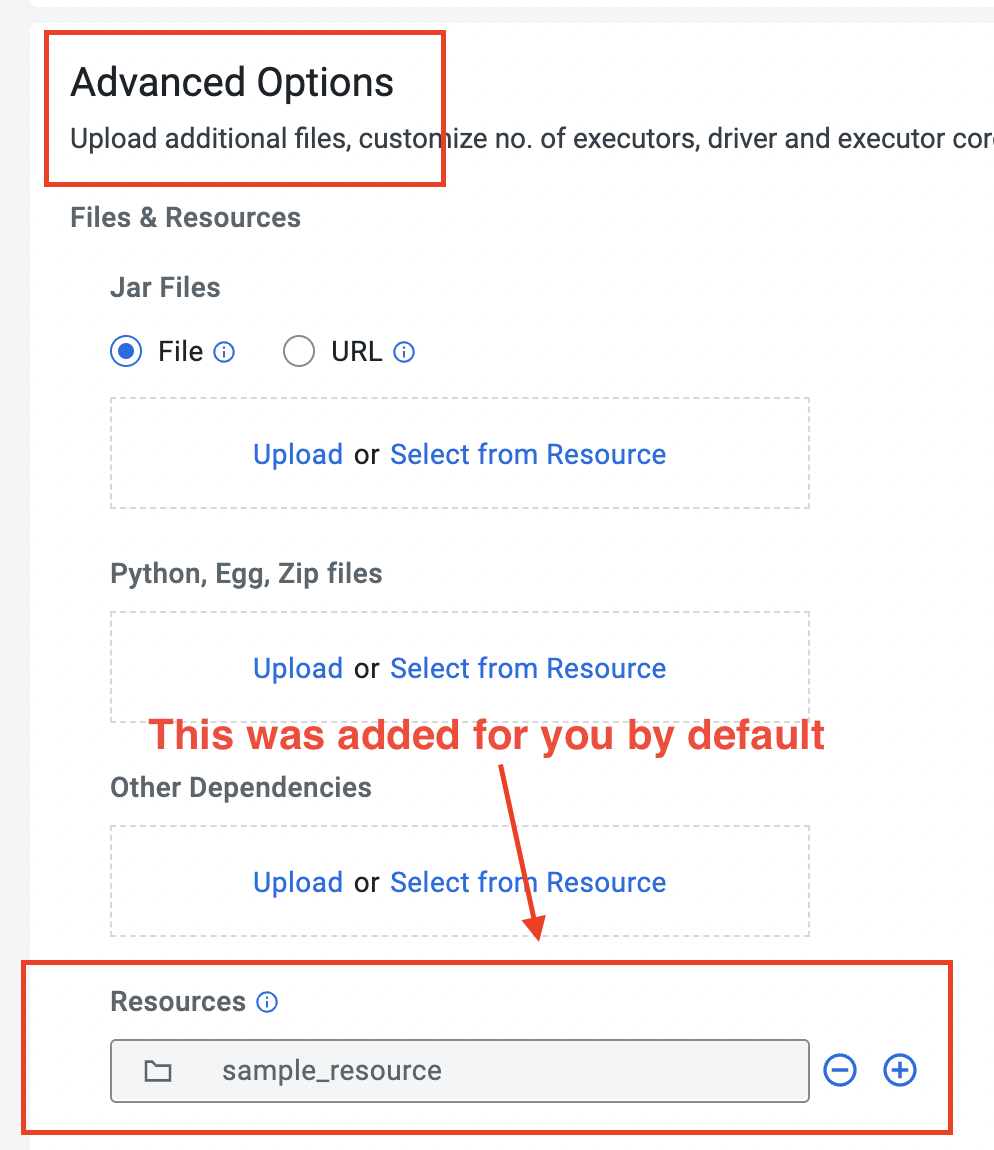 Advanced Options
Upload additional files, customize no. of executors, driver and executor
Files & Resources
Jar Files
File URL
Upload or Select from Resource
Python, Egg, Zip files
Upload or Select from Resource
This was added for you by default
Other Dependencies
Upload or Select from Resource
Resources
sample_resource